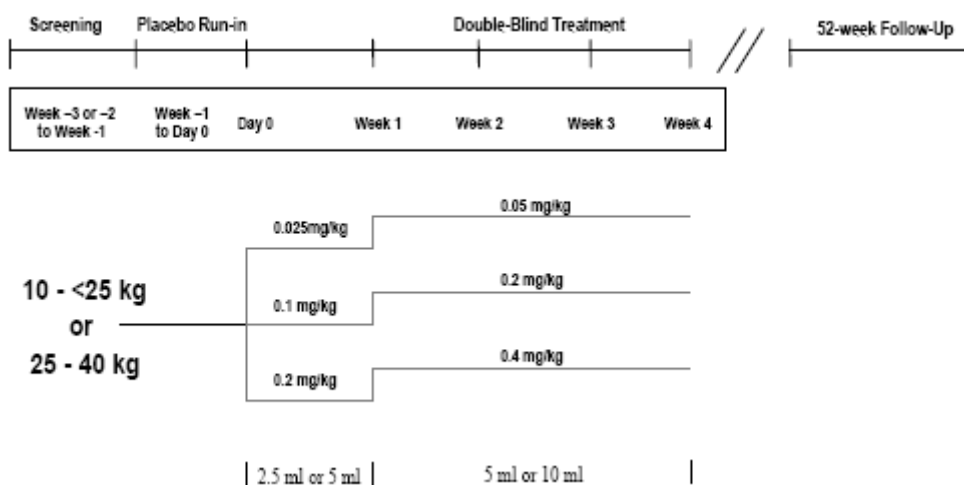 Screening
Placebo Run-in
Double-Blind Treatment
52-week Follow-Up
Week –3 or –2
to Week -1
Week –1
to Day 0
Day 0
Week 1
Week 2
Week 3
Week 4
0.025mg/kg
0.05 mg/kg
10 - <25 kg
or
25 - 40 kg
0.1 mg/kg
0.2 mg/kg
0.2 mg/kg
0.4 mg/kg
2.5 ml or 5 ml
5 ml or 10 ml